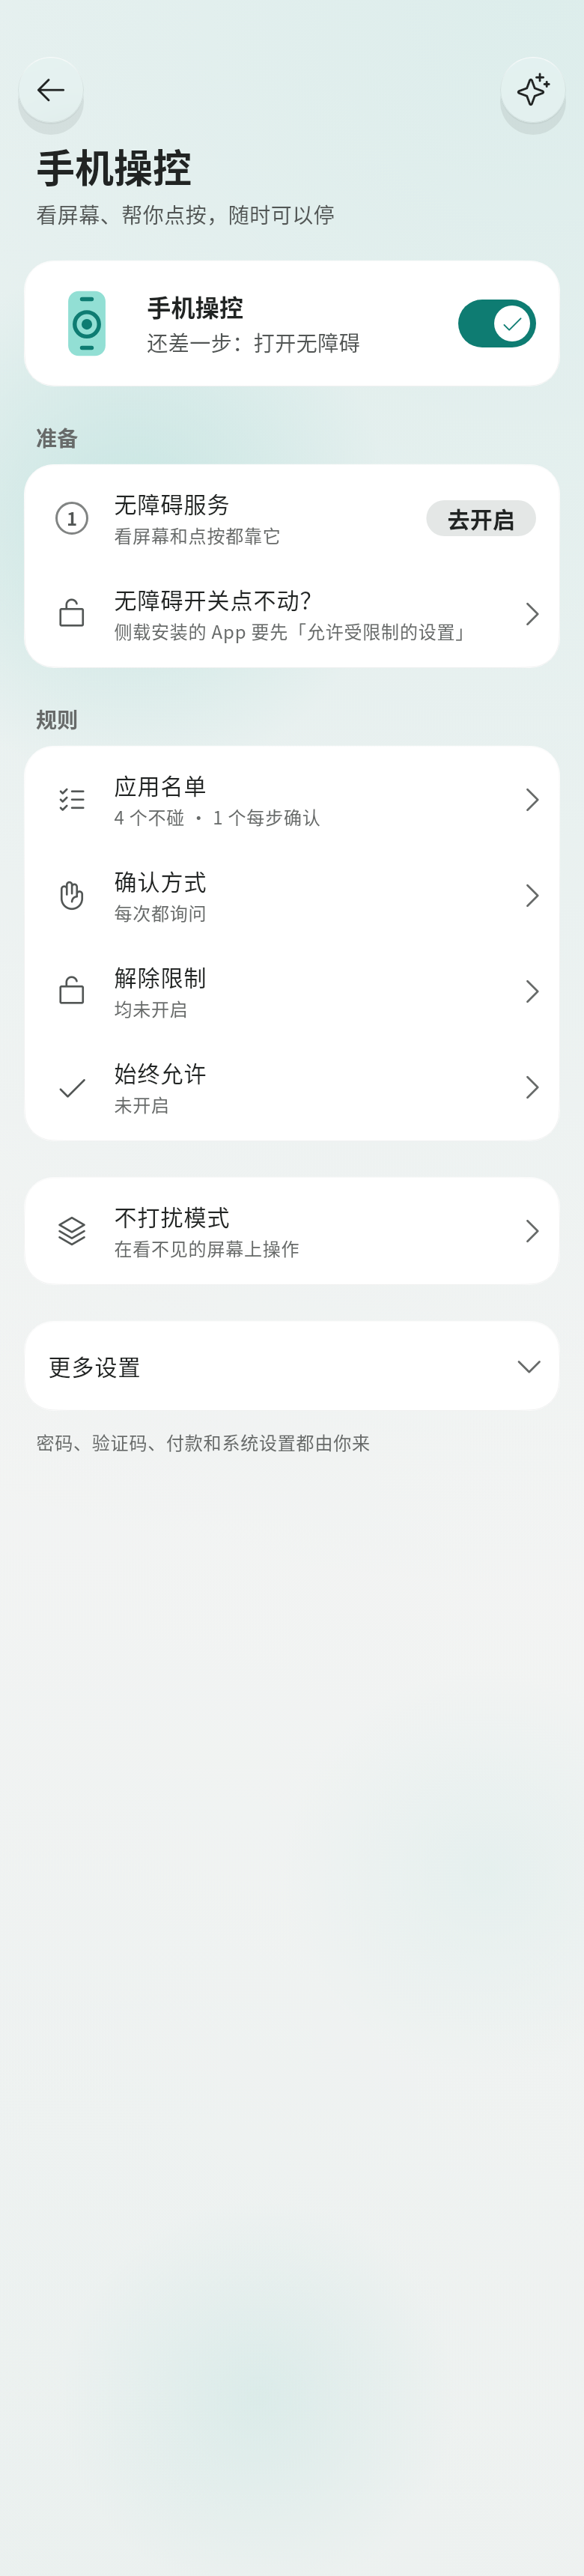 手机操控
看屏幕、帮你点按，随时可以停
手机操控
还差一步：打开无障碍
准备
1
无障碍服务
看屏幕和点按都靠它
去开启
无障碍开关点不动？
侧载安装的 App 要先「允许受限制的设置」
规则
应用名单
4 个不碰 · 1 个每步确认
确认方式
每次都询问
解除限制
均未开启
始终允许
未开启
不打扰模式
在看不见的屏幕上操作
更多设置
密码、验证码、付款和系统设置都由你来